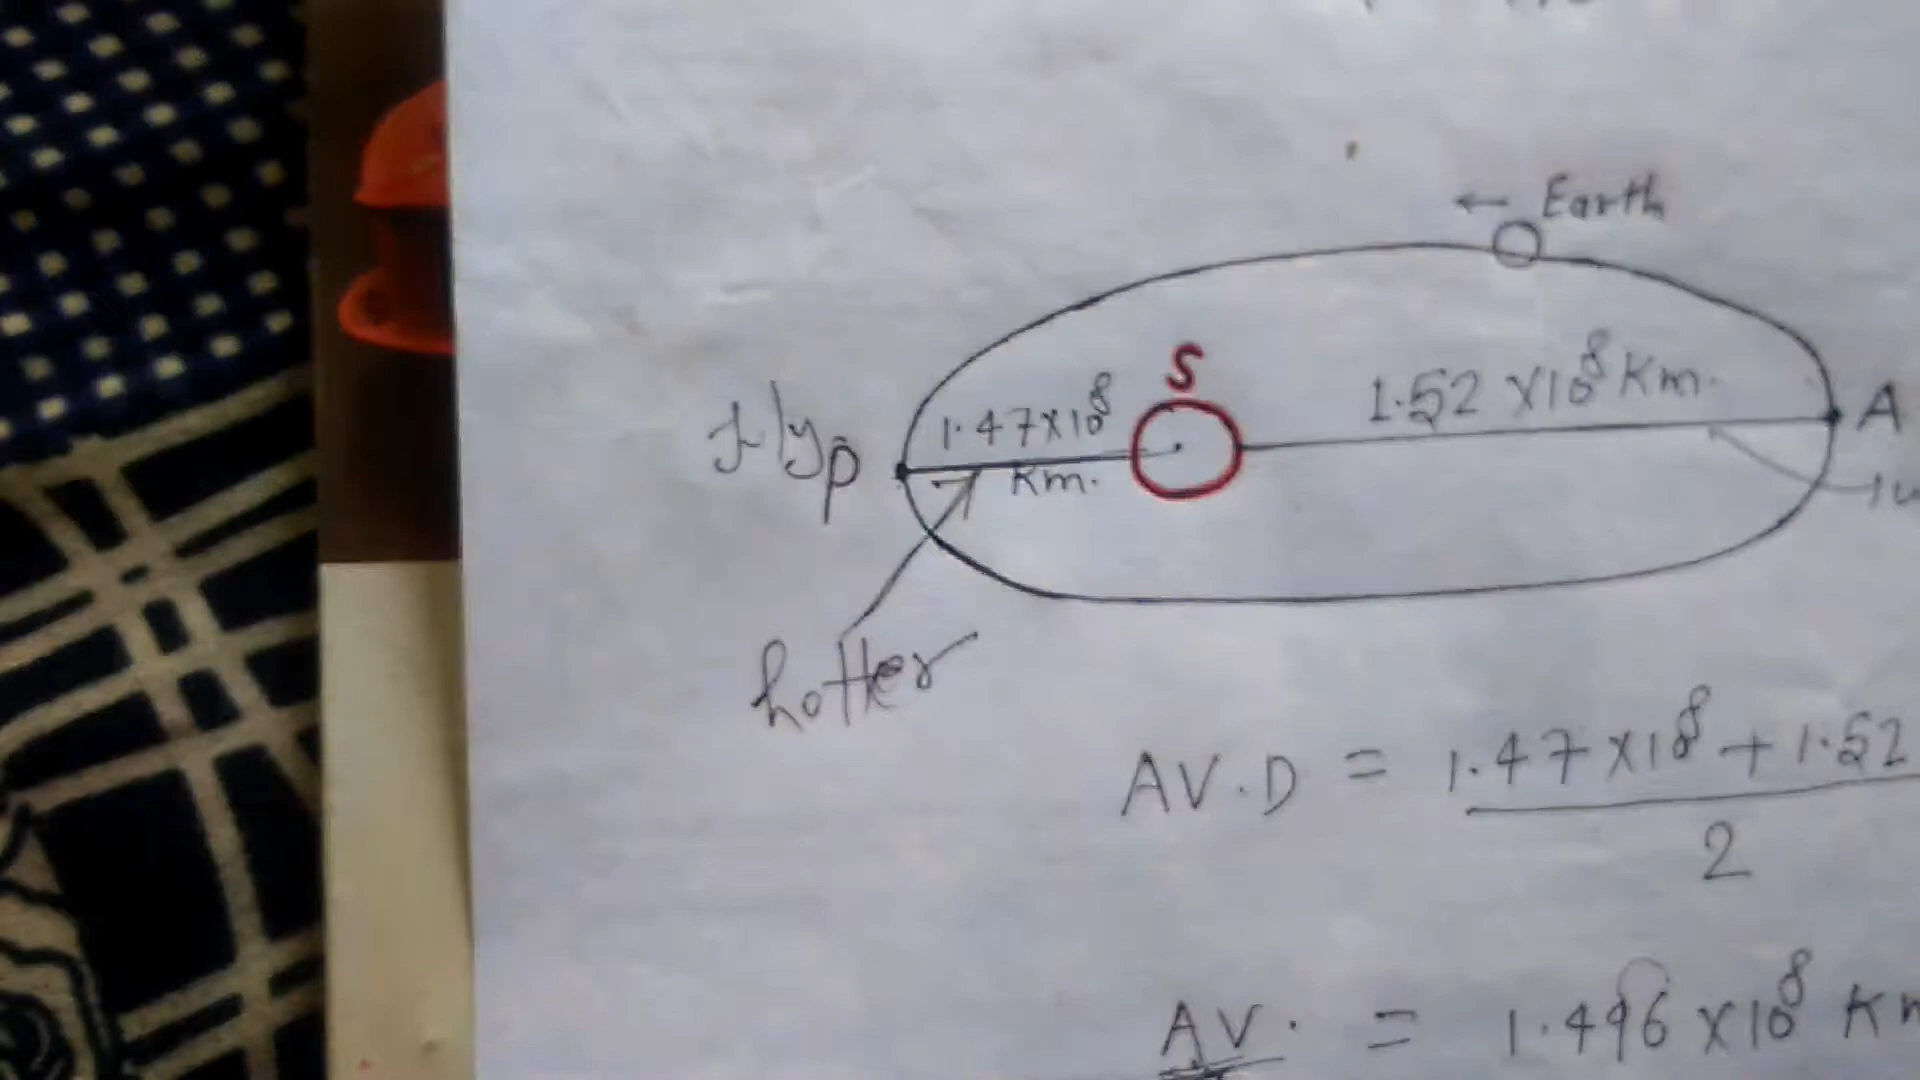 ← Earth
S
1.47×10⁸
Km.
1.52 ×10⁸ Km.
A
p
hotter
AV.D = 1.47×10⁸ + 1.52
2
AV. = 1.496 ×10⁸ Km